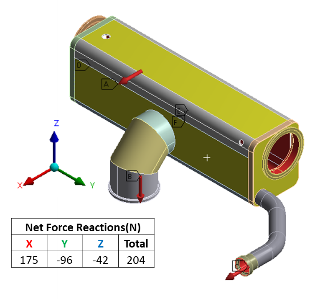 D
A
F
E
Z
X
Y
B
Net Force Reactions(N)
X Y Z Total
175 -96 -42 204